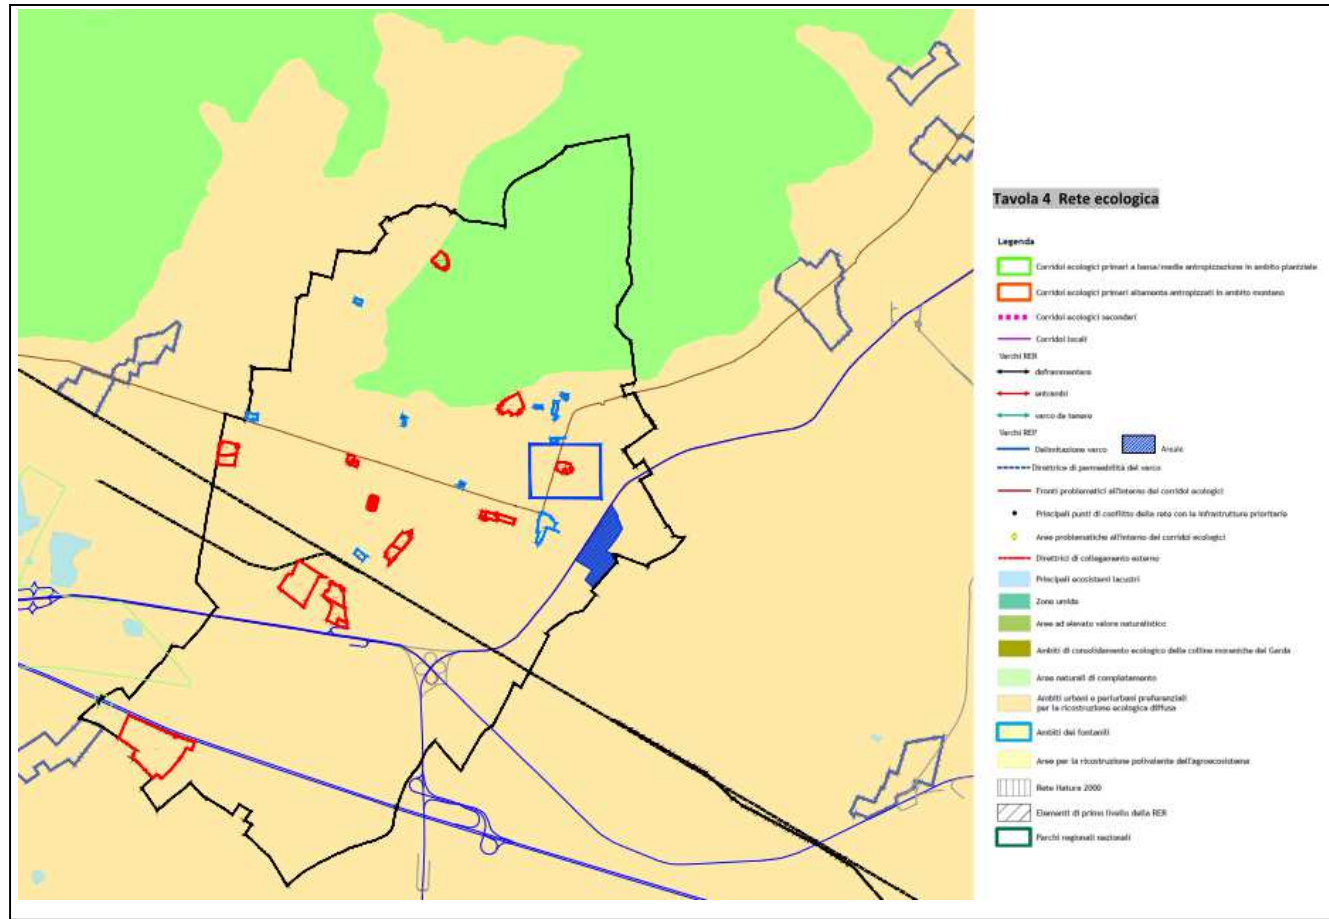 Tavola 4 Rete ecologica
Legenda
Corridoi ecologici primari a bassa/media antropizzazione in ambito planiziale
Corridoi ecologici primari altamente antropizzati in ambito montano
Corridoi ecologici secondari
Corridoi locali
Varchi RER
deframmentare
entrambi
varco da tenere
Varchi REP
Delimitazione varco
Areale
Direttrice di permeabilità del varco
Fronti problematici all'interno dei corridoi ecologici
Principali punti di conflitto della rete con le infrastrutture prioritarie
Aree problematiche all'interno dei corridoi ecologici
Direttrici di collegamento esterno
Principali ecosistemi lacustri
Zone umide
Aree ad elevato valore naturalistico
Ambiti di consolidamento ecologico delle colline moreniche del Garda
Aree naturali di completamento
Ambiti urbani e periurbani preferenziali
per la ricostruzione ecologica diffusa
Ambiti dei fontanili
Aree per la ricostruzione polivalente dell'agroecosistema
Rete Natura 2000
Elementi di primo livello della RER
Parchi regionali nazionali